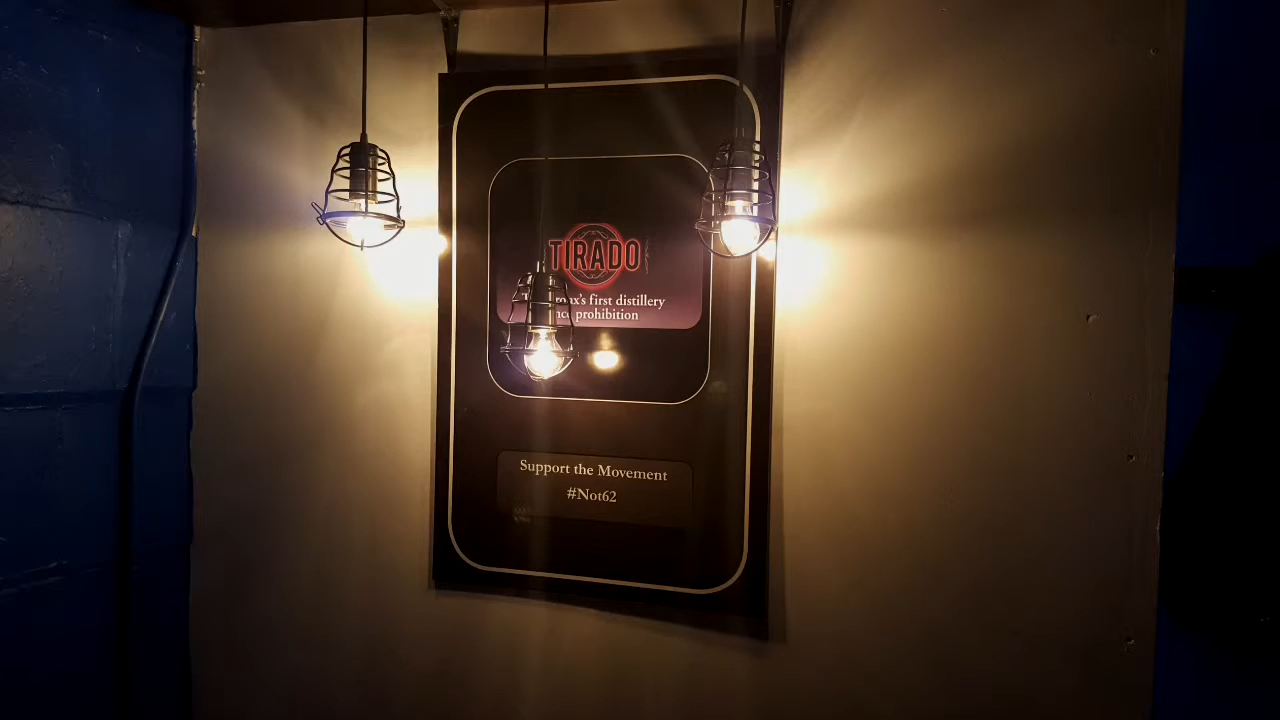 TIRADO
first distillery
prohibition
Support the Movement
#Not62